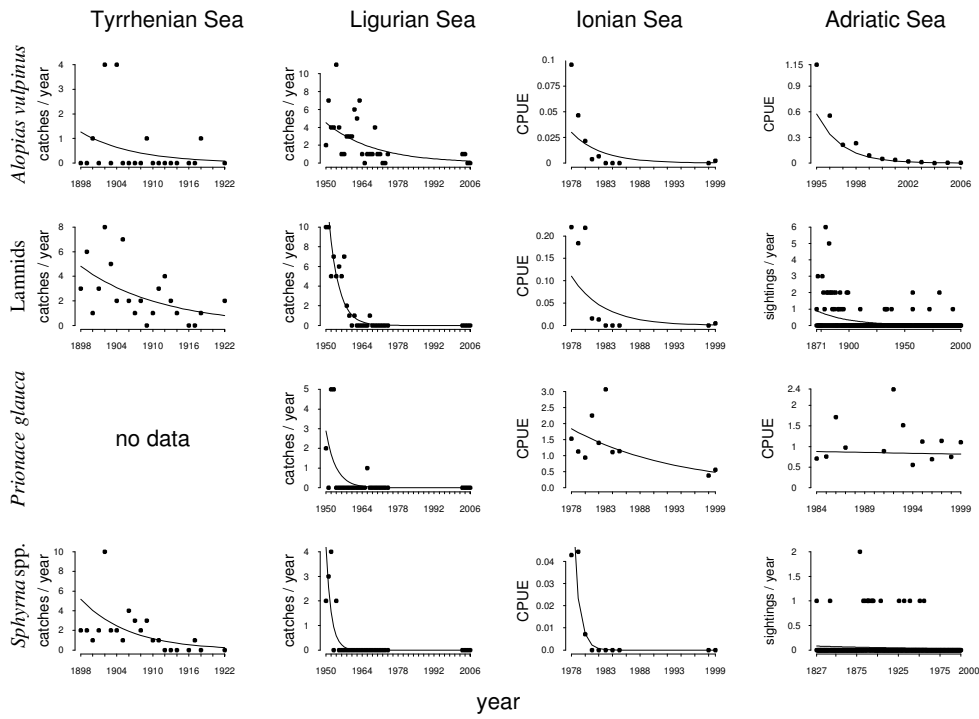 Tyrrhenian Sea
Ligurian Sea
Ionian Sea
Adriatic Sea
Alopias vulpinus
catches / year
4
3
2
1
0
1898 1904 1910 1916 1922
catches / year
10
8
6
4
2
0
1950 1964 1978 1992 2006
CPUE
0.1
0.075
0.05
0.025
0
1978 1983 1988 1993 1999
CPUE
1.15
0.9
0.6
0.3
0.0
1995 1998 2002 2006
Lamnids
catches / year
8
6
4
2
0
1898 1904 1910 1916 1922
catches / year
10
8
6
4
2
0
1950 1964 1978 1992 2006
CPUE
0.20
0.15
0.10
0.05
0.00
1978 1983 1988 1993 1999
sightings / year
6
5
4
3
2
1
0
1871 1900 1950 2000
Prionace glauca
no data
catches / year
5
4
3
2
1
0
1950 1964 1978 1992 2006
CPUE
3.0
2.5
2.0
1.5
1.0
0.5
0.0
1978 1983 1988 1993 1999
CPUE
2.4
2
1.5
1
0.5
0.0
1984 1989 1994 1999
Sphyrna spp.
catches / year
10
8
6
4
2
0
1898 1904 1910 1916 1922
catches / year
4
3
2
1
0
1950 1964 1978 1992 2006
CPUE
0.04
0.03
0.02
0.01
0.00
1978 1983 1988 1993 1999
sightings / year
2
1.5
1
0.5
0
1827 1875 1925 1975 2000
year